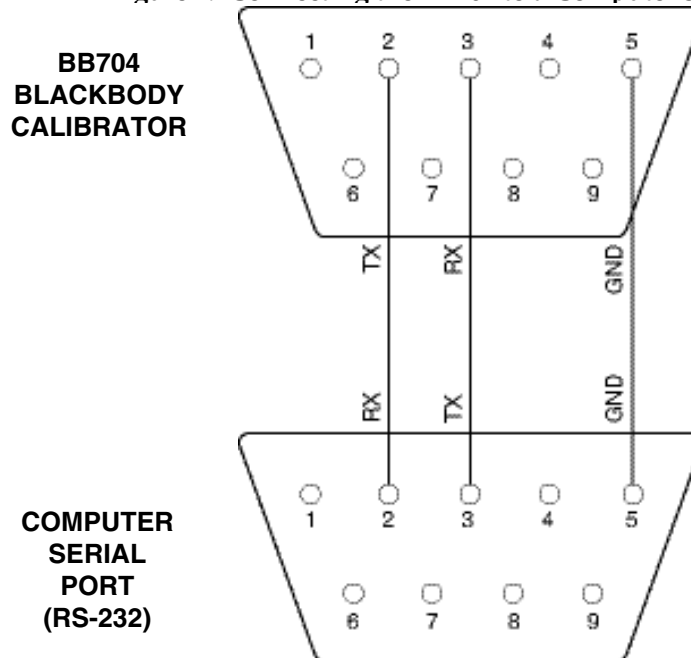 1 2 3 4 5
BB704
BLACKBODY
CALIBRATOR
6 7 8 9
TX RX GND
RX TX GND
COMPUTER
SERIAL
PORT
(RS-232)
1 2 3 4 5
6 7 8 9